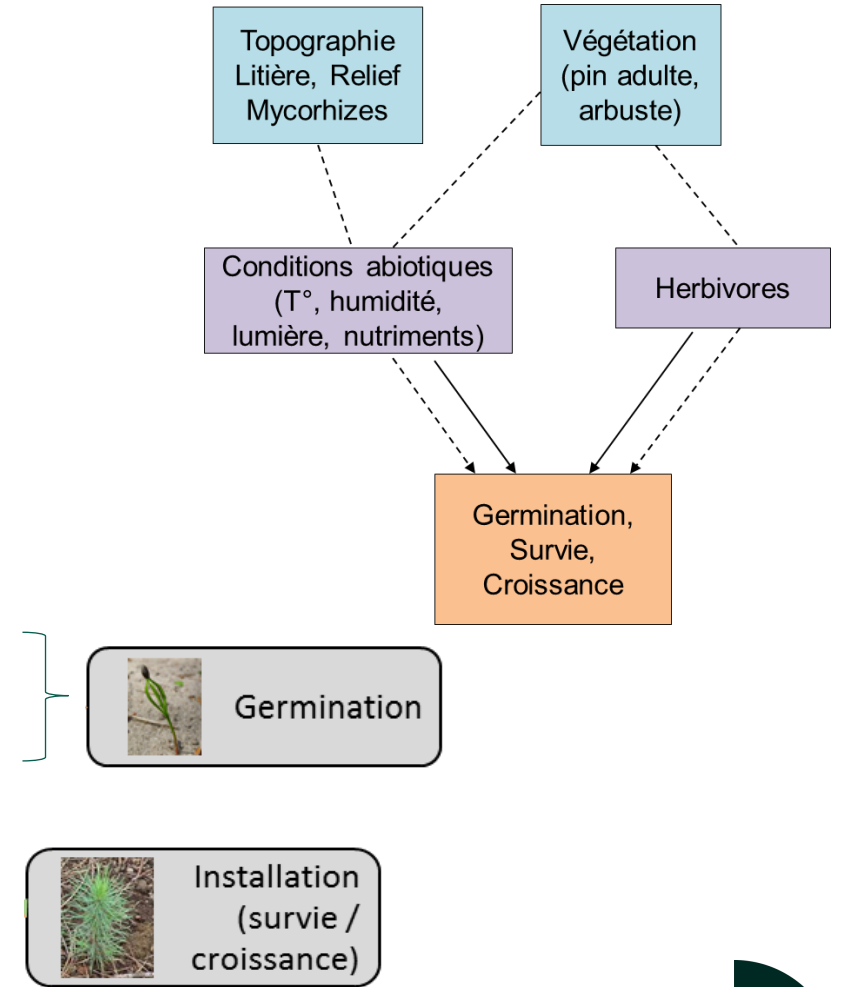 Topographie
Litière, Relief
Mycorhizes
Végétation
(pin adulte,
arbuste)
Conditions abiotiques
(T°, humidité,
lumière, nutriments)
Herbivores
Germination,
Survie,
Croissance
Germination
Installation
(survie /
croissance)